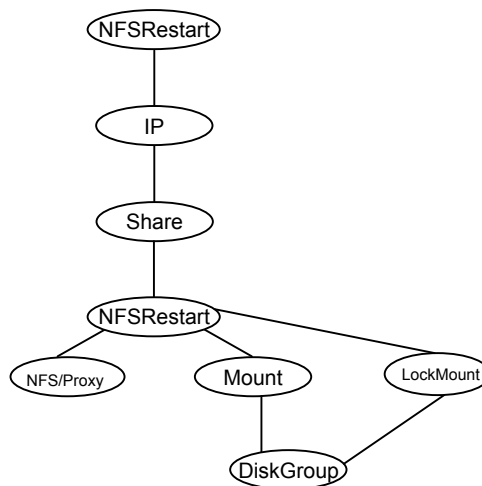 NFSRestart
IP
Share
NFSRestart
NFS/Proxy
Mount
LockMount
DiskGroup